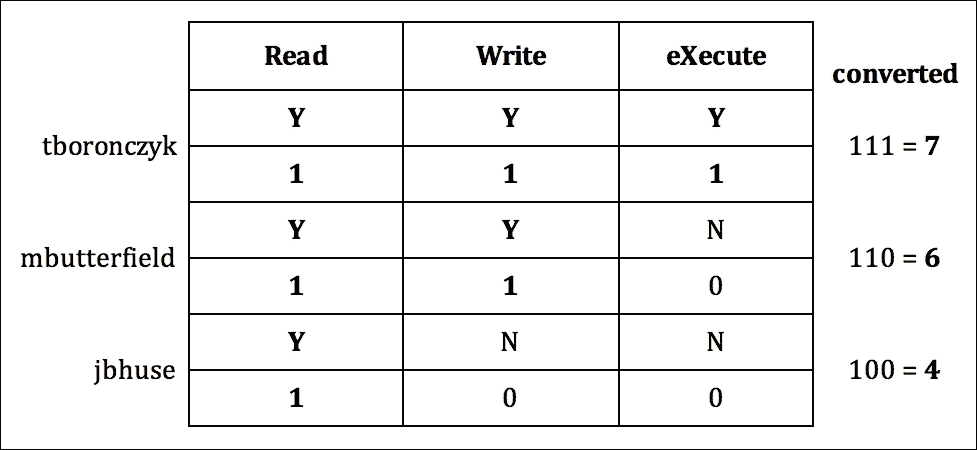 Read Write eXecute
converted
Y Y Y
tboronczyk 111 = 7
1 1 1
Y Y N
mbutterfield 110 = 6
1 1 0
Y N N
jbhuse 100 = 4
1 0 0